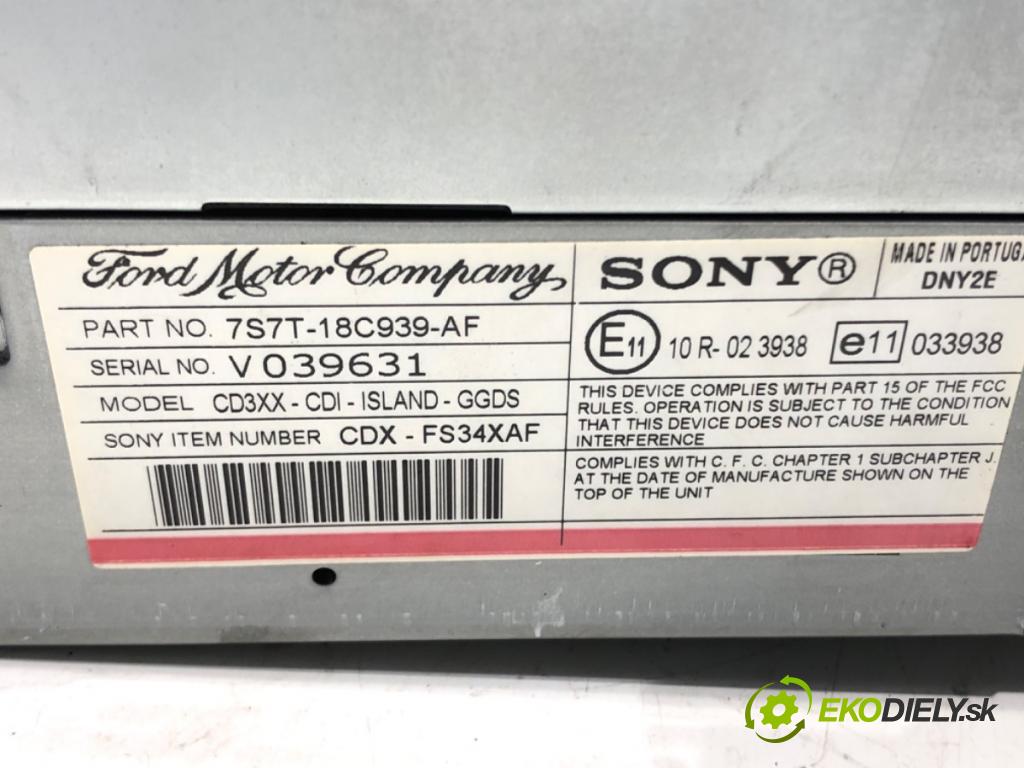 Ford Motor Company
PART NO. 7S7T-18C939-AF
SERIAL NO. V039631
MODEL CD3XX - CDI - ISLAND - GGDS
SONY ITEM NUMBER CDX - FS34XAF
SONY®
MADE IN PORTUGA
DNY2E
E11 10 R- 02 3938 e11 033938
THIS DEVICE COMPLIES WITH PART 15 OF THE FCC
RULES. OPERATION IS SUBJECT TO THE CONDITION
THAT THIS DEVICE DOES NOT CAUSE HARMFUL
INTERFERENCE
COMPLIES WITH C. F. C. CHAPTER 1 SUBCHAPTER J.
AT THE DATE OF MANUFACTURE SHOWN ON THE
TOP OF THE UNIT
EKODIELY.sk